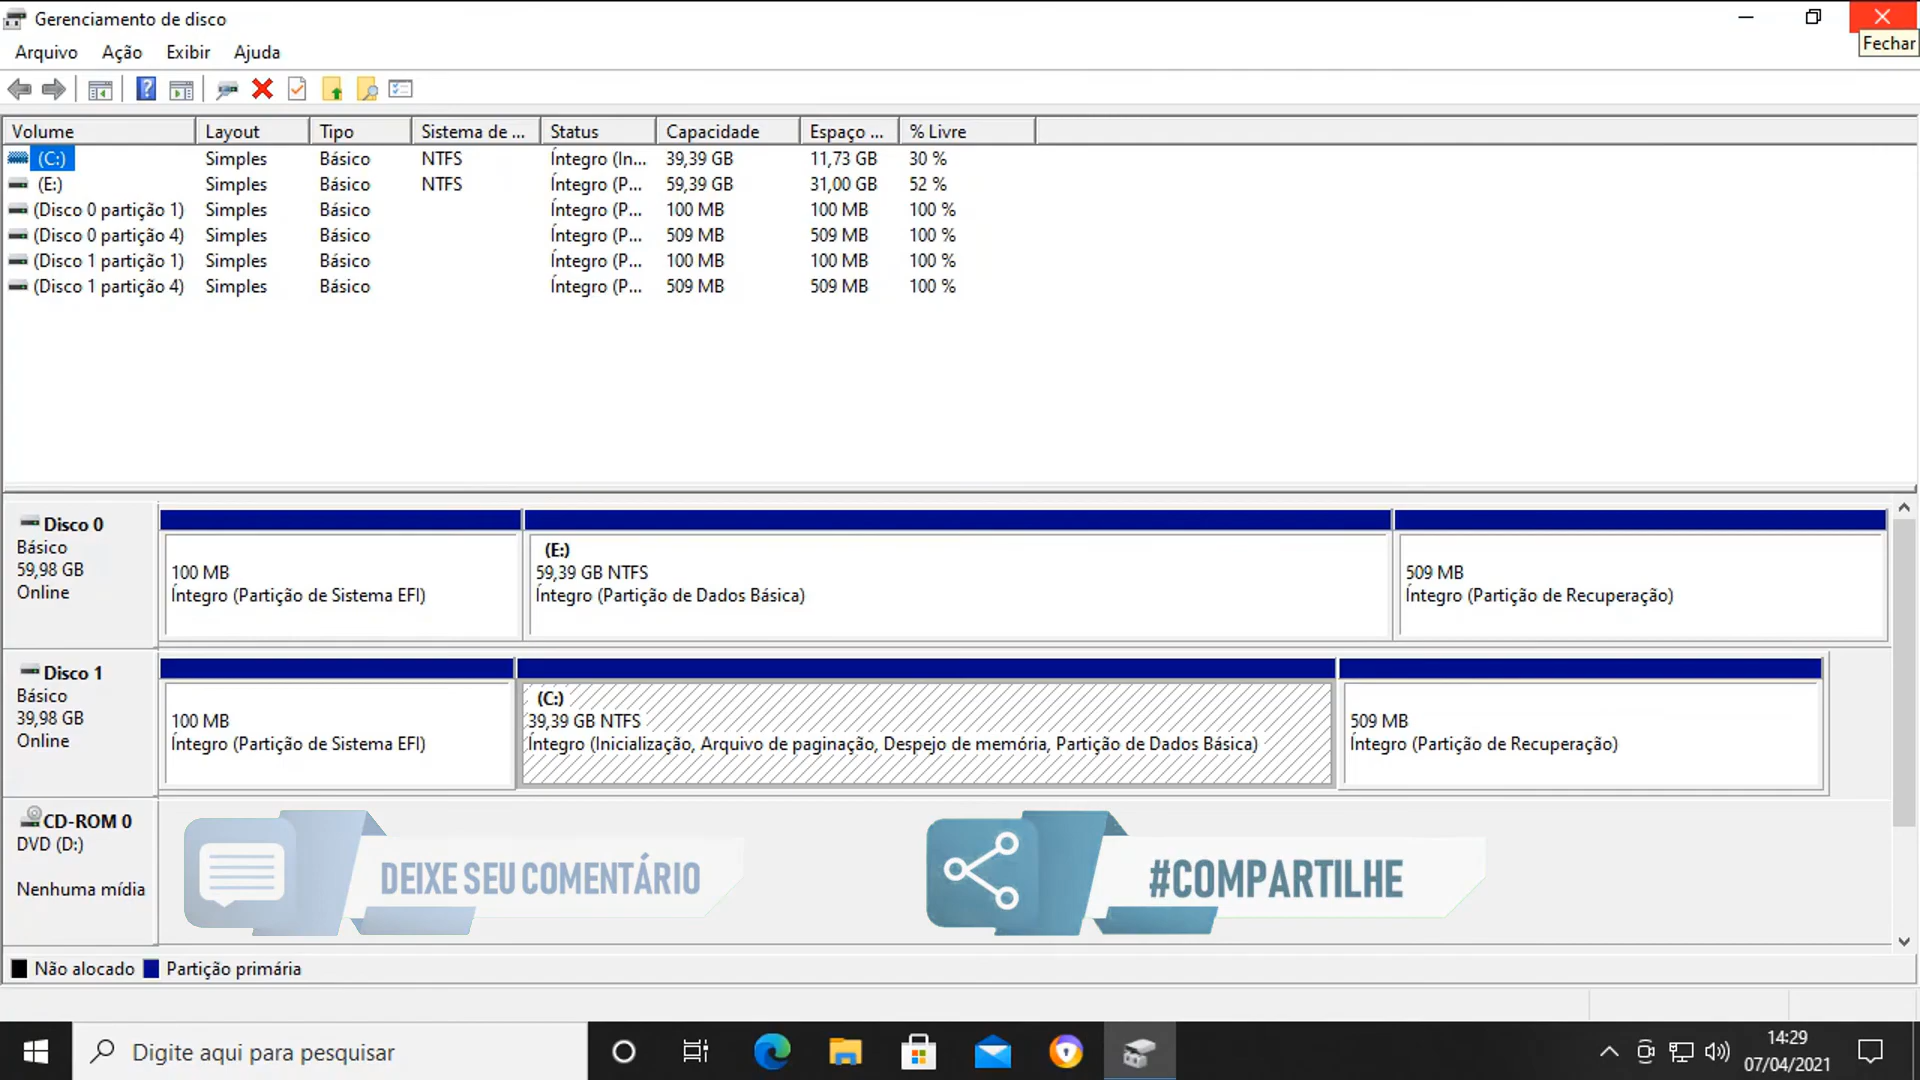 Gerenciamento de disco
Fechar
Arquivo Ação Exibir Ajuda
Volume Layout Tipo Sistema de ... Status Capacidade Espaço ... % Livre
(C:) Simples Básico NTFS Íntegro (In... 39,39 GB 11,73 GB 30 %
(E:) Simples Básico NTFS Íntegro (P... 59,39 GB 31,00 GB 52 %
(Disco 0 partição 1) Simples Básico Íntegro (P... 100 MB 100 MB 100 %
(Disco 0 partição 4) Simples Básico Íntegro (P... 509 MB 509 MB 100 %
(Disco 1 partição 1) Simples Básico Íntegro (P... 100 MB 100 MB 100 %
(Disco 1 partição 4) Simples Básico Íntegro (P... 509 MB 509 MB 100 %
Disco 0
Básico
59,98 GB
Online
100 MB
Íntegro (Partição de Sistema EFI)
(E:)
59,39 GB NTFS
Íntegro (Partição de Dados Básica)
509 MB
Íntegro (Partição de Recuperação)
Disco 1
Básico
39,98 GB
Online
100 MB
Íntegro (Partição de Sistema EFI)
(C:)
39,39 GB NTFS
Íntegro (Inicialização, Arquivo de paginação, Despejo de memória, Partição de Dados Básica)
509 MB
Íntegro (Partição de Recuperação)
CD-ROM 0
DVD (D:)
Nenhuma mídia
DEIXE SEU COMENTÁRIO
#COMPARTILHE
Não alocado Partição primária
Digite aqui para pesquisar
14:29
07/04/2021